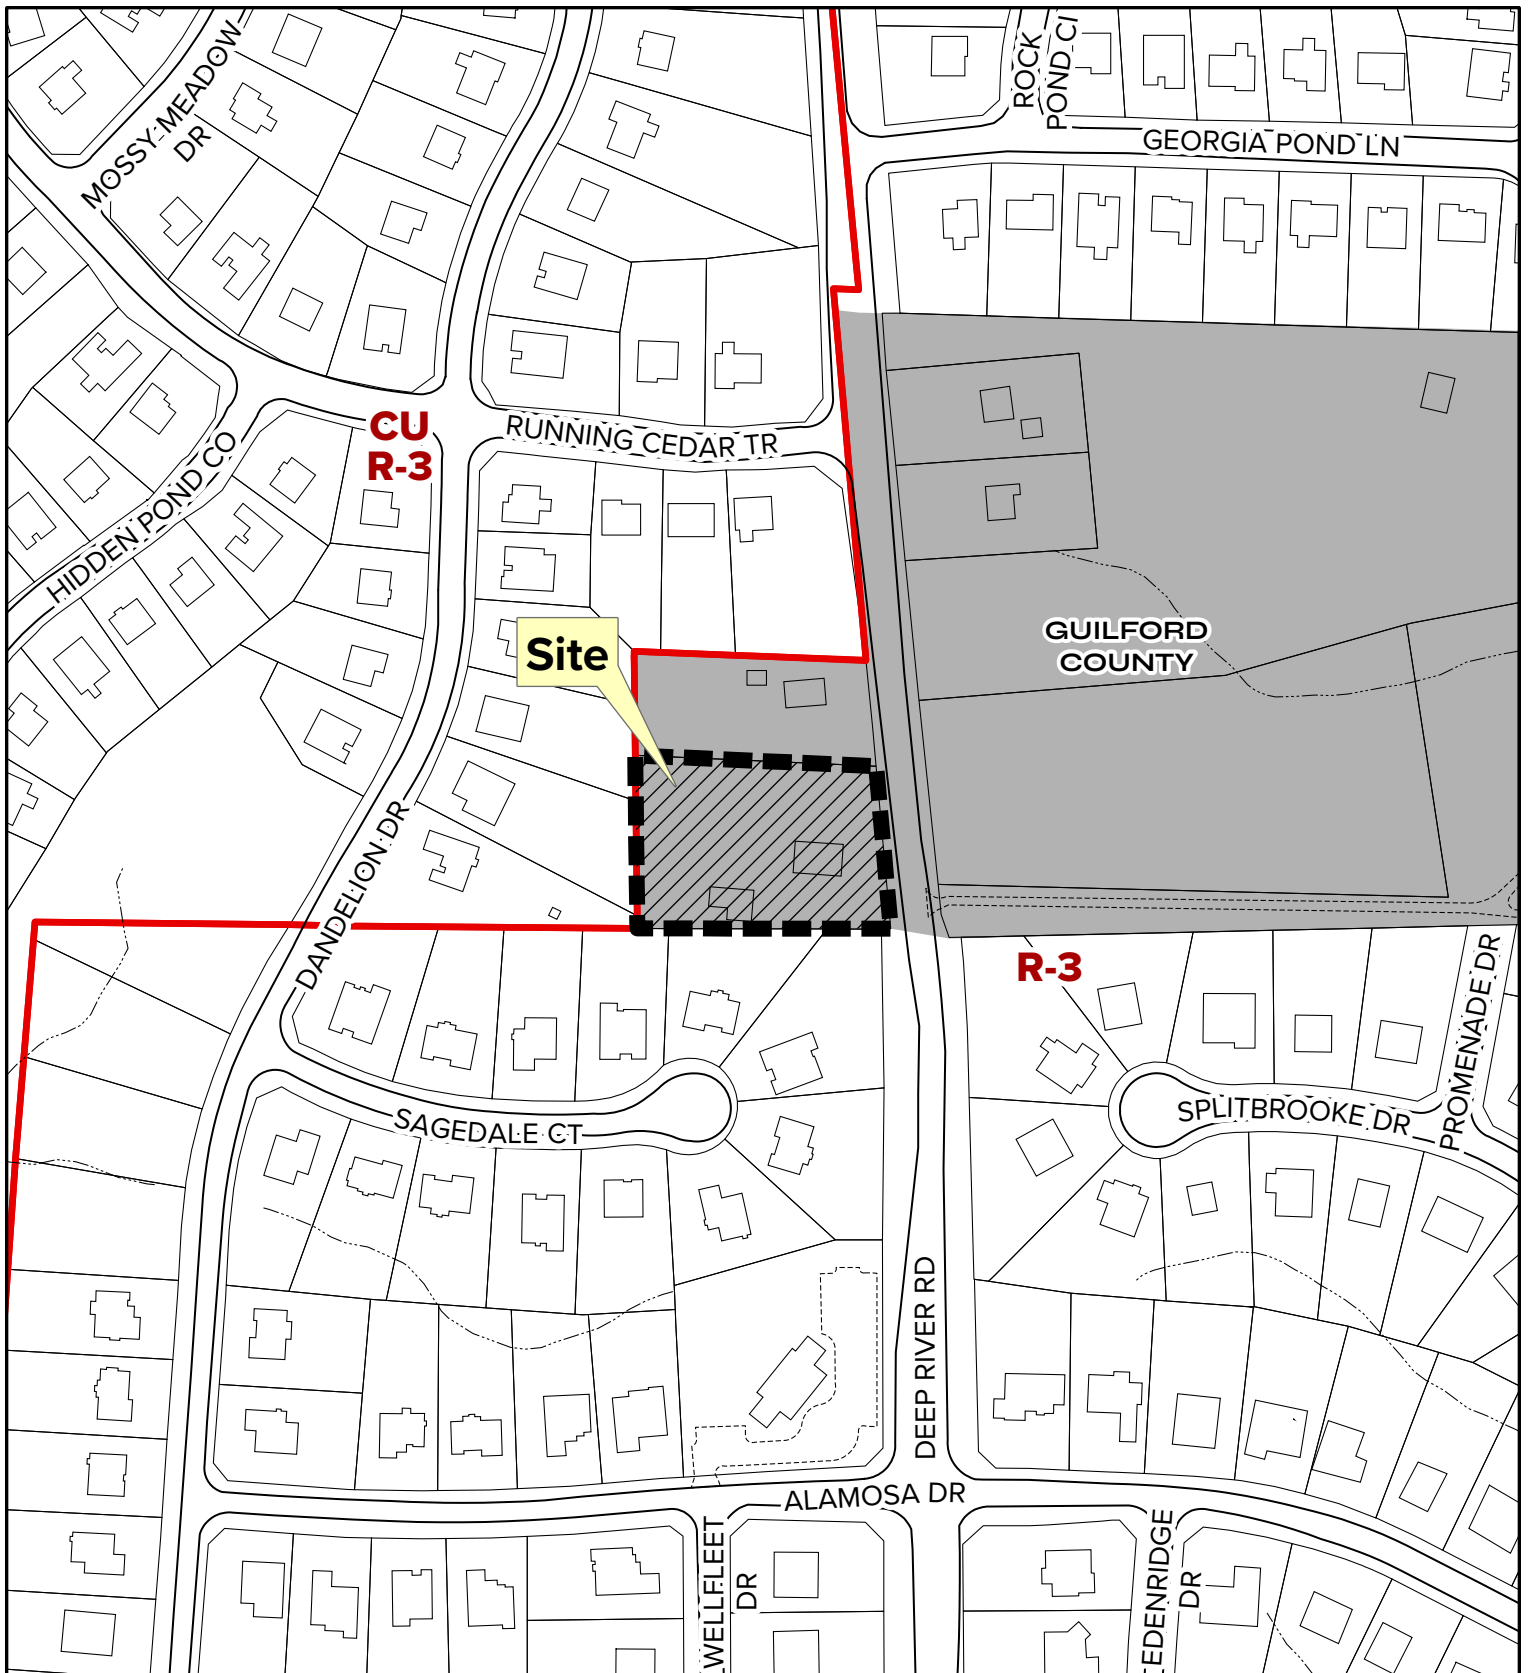 MOSSY MEADOW
DR
ROCK
POND CI
GEORGIA POND LN
CU
R-3
RUNNING CEDAR TR
HIDDEN POND CO
Site
GUILFORD
COUNTY
DANDELION DR
R-3
PROMENADE DR
SAGEDALE CT
SPLITBROOKE DR
DEEP RIVER RD
ALAMOSA DR
WELLFLEET
DR
EDENRIDGE
DR